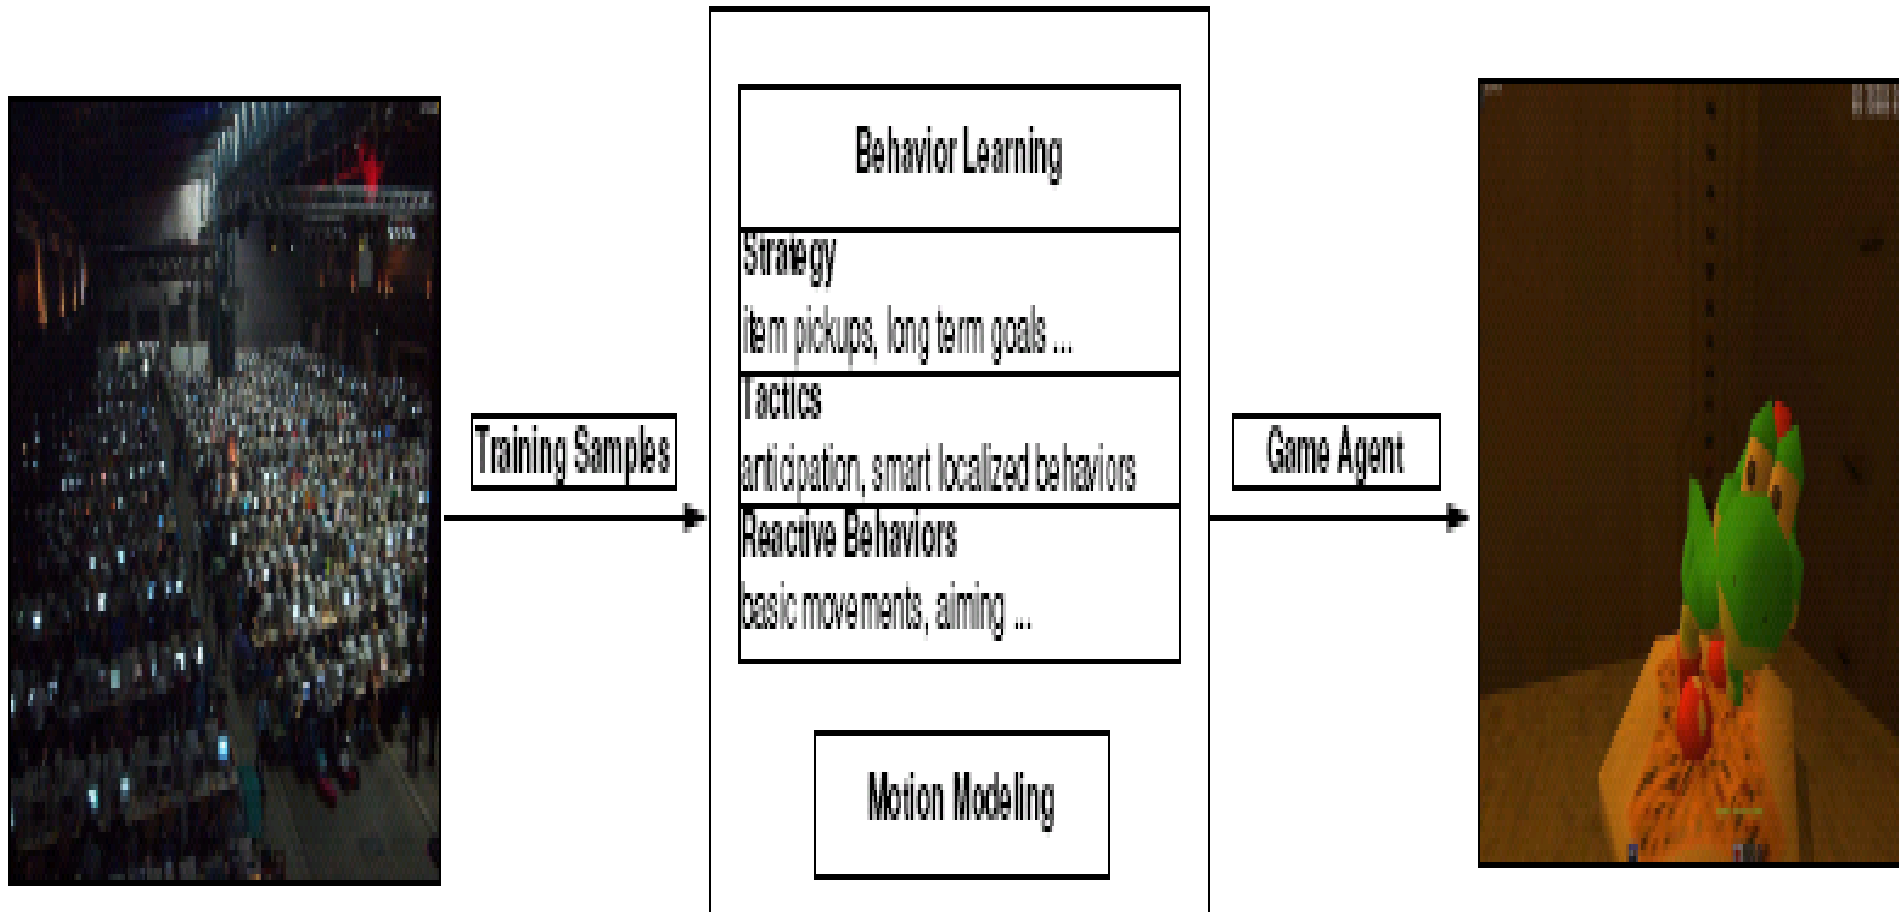 Training Samples
Behavior Learning
Strategy
item pickups, long term goals ...
Tactics
anticipation, smart localized behaviors
Reactive Behaviors
basic movements, aiming ...
Motion Modeling
Game Agent